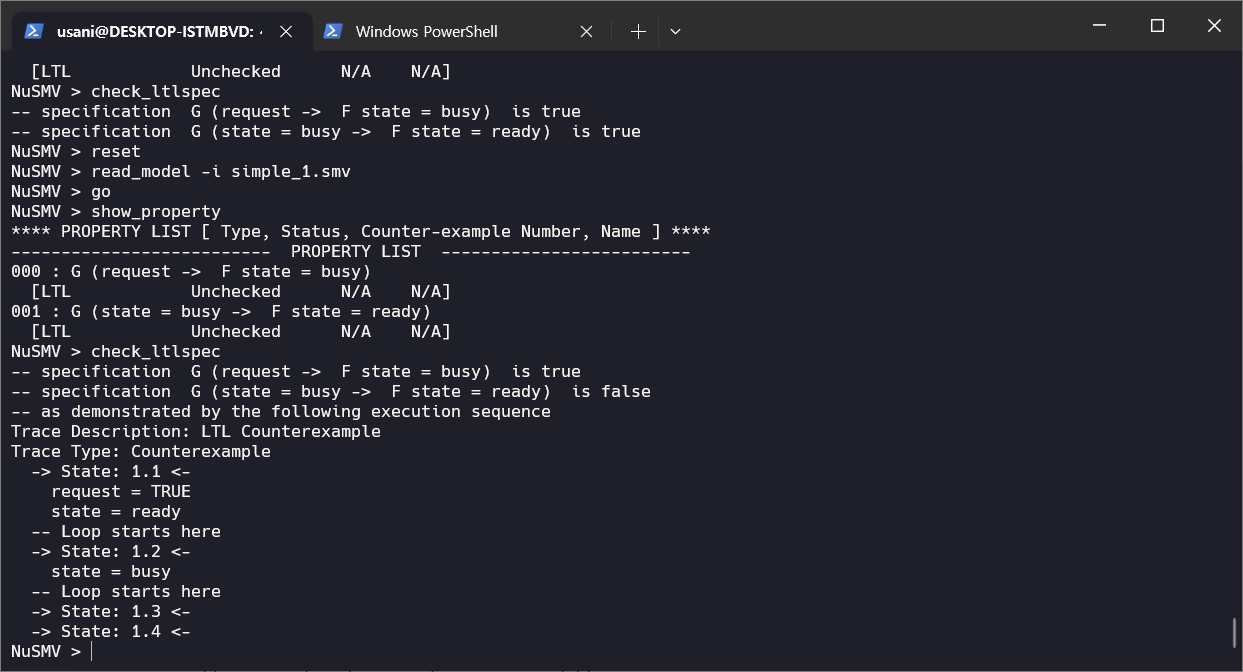 usani@DESKTOP-ISTMBVD:
Windows PowerShell
[LTL Unchecked N/A N/A]
NuSMV > check_ltlspec
-- specification G (request -> F state = busy) is true
-- specification G (state = busy -> F state = ready) is true
NuSMV > reset
NuSMV > read_model -i simple_1.smv
NuSMV > go
NuSMV > show_property
**** PROPERTY LIST [ Type, Status, Counter-example Number, Name ] ****
-------------------------- PROPERTY LIST -------------------------
000 : G (request -> F state = busy)
[LTL Unchecked N/A N/A]
001 : G (state = busy -> F state = ready)
[LTL Unchecked N/A N/A]
NuSMV > check_ltlspec
-- specification G (request -> F state = busy) is true
-- specification G (state = busy -> F state = ready) is false
-- as demonstrated by the following execution sequence
Trace Description: LTL Counterexample
Trace Type: Counterexample
-> State: 1.1 <-
request = TRUE
state = ready
-- Loop starts here
-> State: 1.2 <-
state = busy
-- Loop starts here
-> State: 1.3 <-
-> State: 1.4 <-
NuSMV >